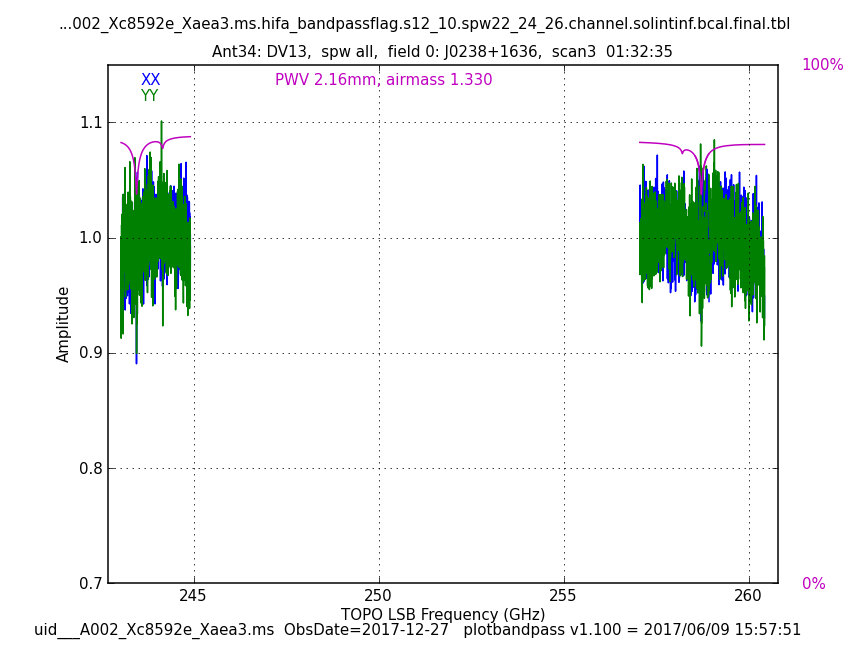 ...002_Xc8592e_Xaea3.ms.hifa_bandpassflag.s12_10.spw22_24_26.channel.solintinf.bcal.final.tbl
Ant34: DV13, spw all, field 0: J0238+1636, scan3 01:32:35
100%
XX
PWV 2.16mm, airmass 1.330
YY
1.1
1.0
Amplitude
0.9
0.8
0.7
0%
245
250
255
260
TOPO LSB Frequency (GHz)
uid___A002_Xc8592e_Xaea3.ms ObsDate=2017-12-27 plotbandpass v1.100 = 2017/06/09 15:57:51